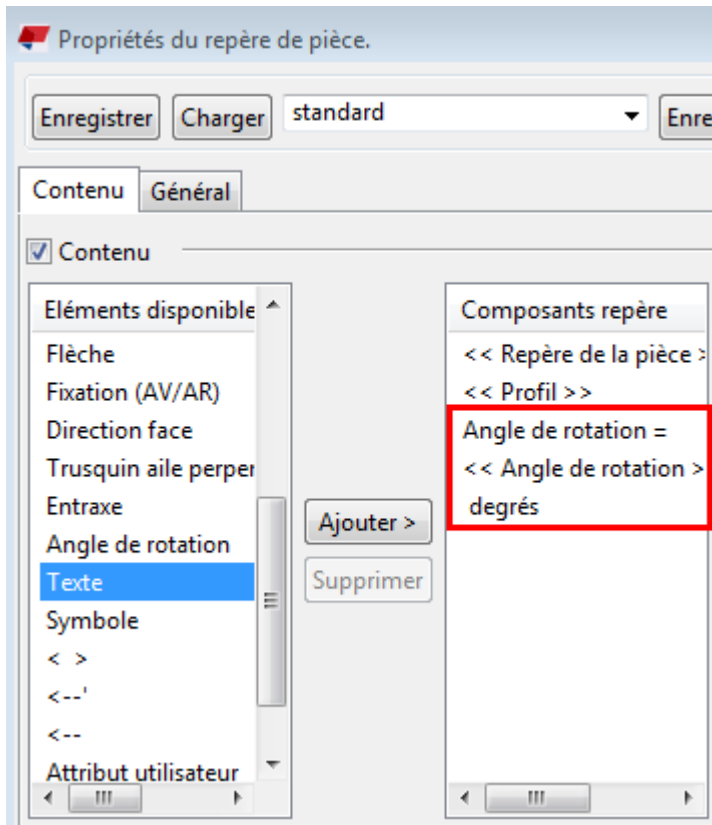 Propriétés du repère de pièce.
Enregistrer Charger standard Enre
Contenu Général
Contenu
Eléments disponible
Flèche
Fixation (AV/AR)
Direction face
Trusquin aile perper
Entraxe
Angle de rotation
Texte
Symbole
< >
<--'
<--
Attribut utilisateur
Ajouter >
Supprimer
Composants repère
<< Repère de la pièce >
<< Profil >>
Angle de rotation =
<< Angle de rotation >
degrés